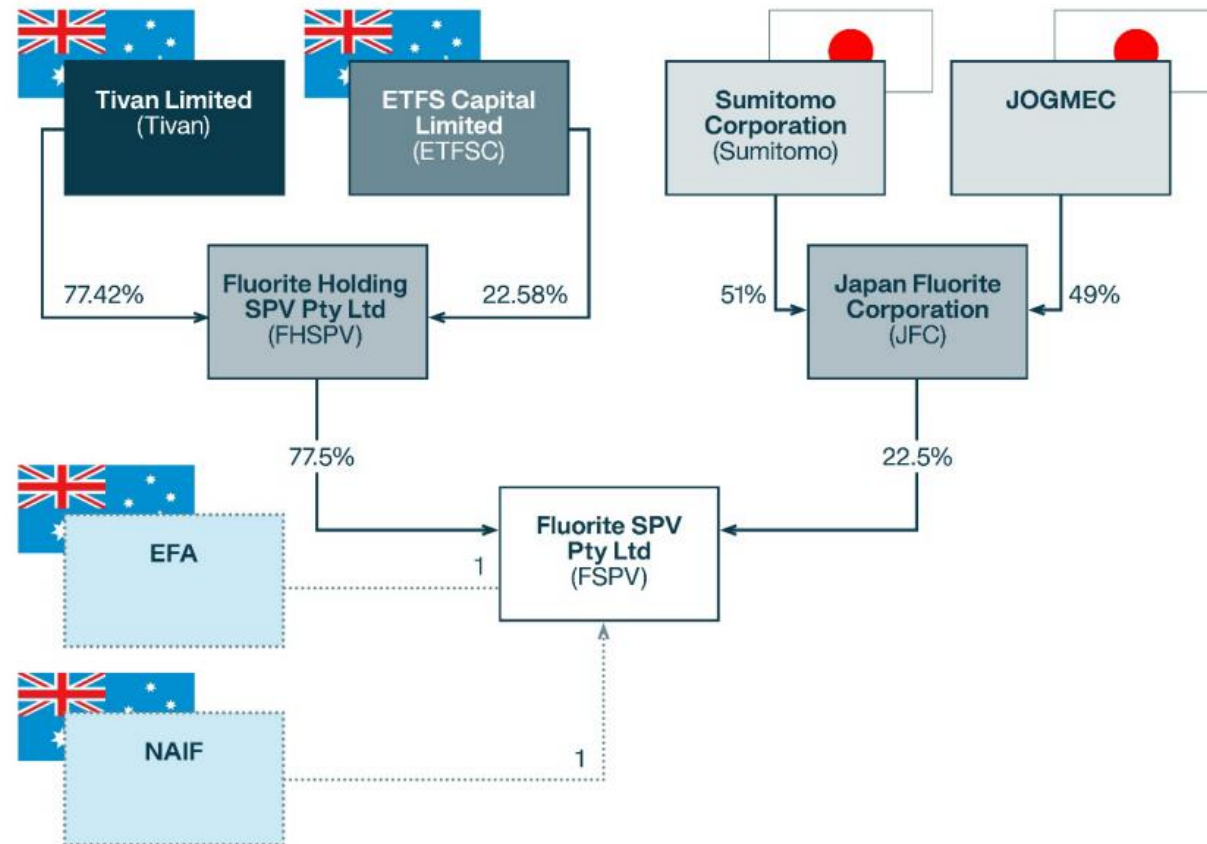 Tivan Limited
(Tivan)
ETFS Capital
Limited
(ETFSC)
Sumitomo
Corporation
(Sumitomo)
JOGMEC
77.42%
Fluorite Holding
SPV Pty Ltd
(FHSPV)
22.58%
51%
Japan Fluorite
Corporation
(JFC)
49%
77.5%
22.5%
EFA
1
Fluorite SPV
Pty Ltd
(FSPV)
NAIF
1